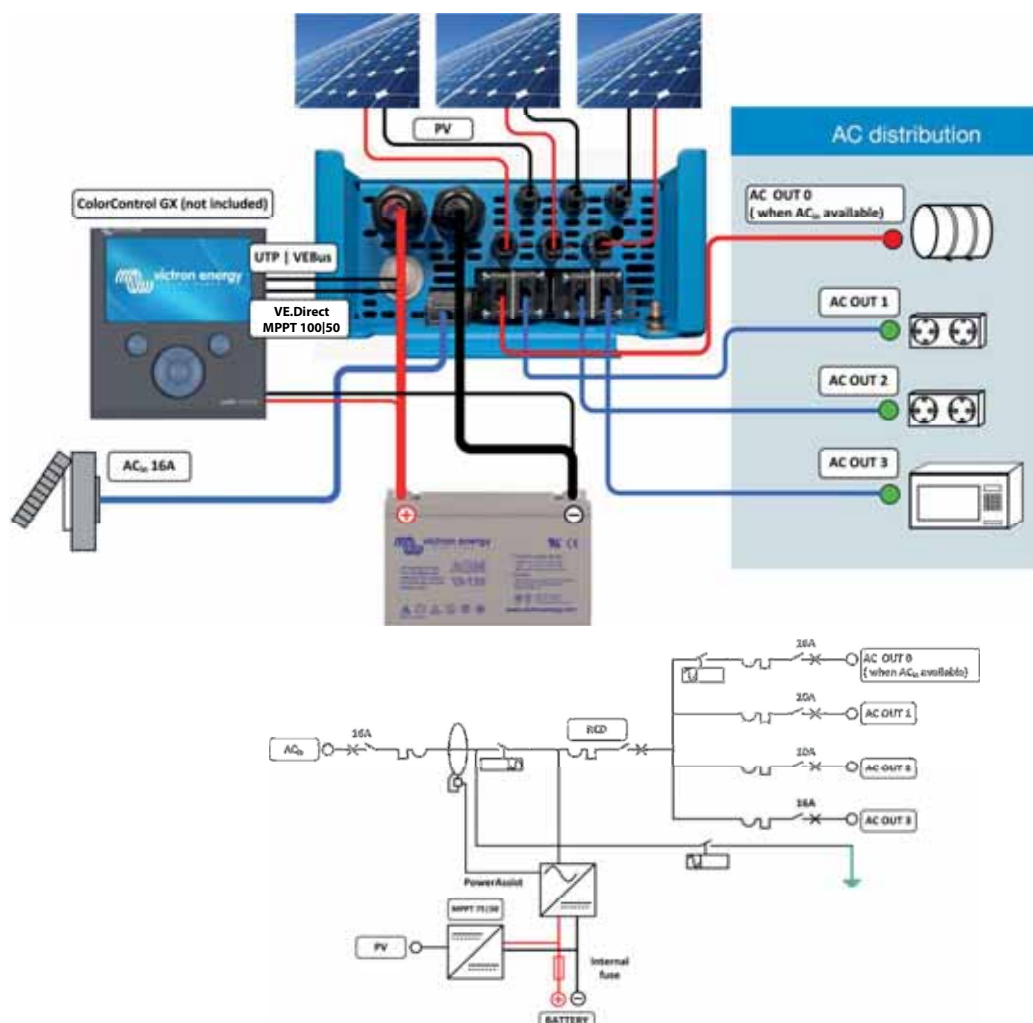 PV
AC distribution
ColorControl GX (not included)
AC OUT 0
( when ACin available)
UTP | VEBus
victron energy
VE.Direct
MPPT 100|50
AC OUT 1
AC OUT 2
ACin 16A
AC OUT 3
+
−
victron energy
16A
AC OUT 0
( when ACin available)
10A
AC OUT 1
RCD
16A
ACin
10A
AC OUT 2
16A
AC OUT 3
PowerAssist
MPPT 75|50
PV
Internal
fuse
+
−
BATTERY